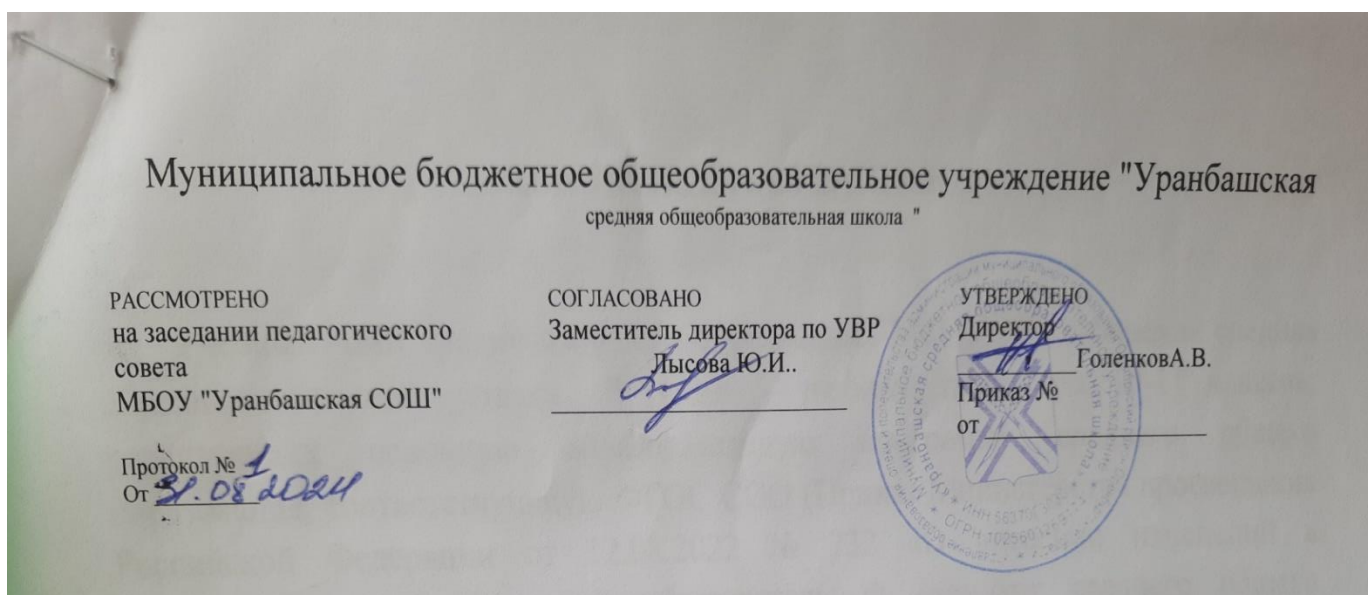 Муниципальное бюджетное общеобразовательное учреждение "Уранбашская
средняя общеобразовательная школа "
РАССМОТРЕНО
на заседании педагогического
совета
МБОУ "Уранбашская СОШ"
Протокол № 1
От 31.08 2024
СОГЛАСОВАНО
Заместитель директора по УВР
Лысова Ю.И..
УТВЕРЖДЕНО
Директор
ГоленковА.В.
Приказ №
от